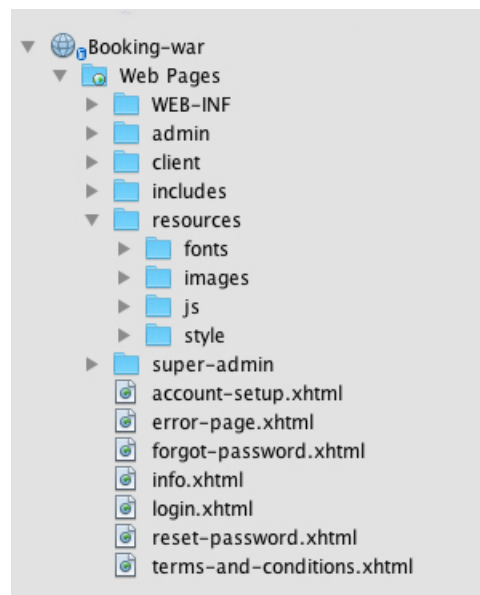 Booking-war
Web Pages
WEB-INF
admin
client
includes
resources
fonts
images
js
style
super-admin
account-setup.xhtml
error-page.xhtml
forgot-password.xhtml
info.xhtml
login.xhtml
reset-password.xhtml
terms-and-conditions.xhtml